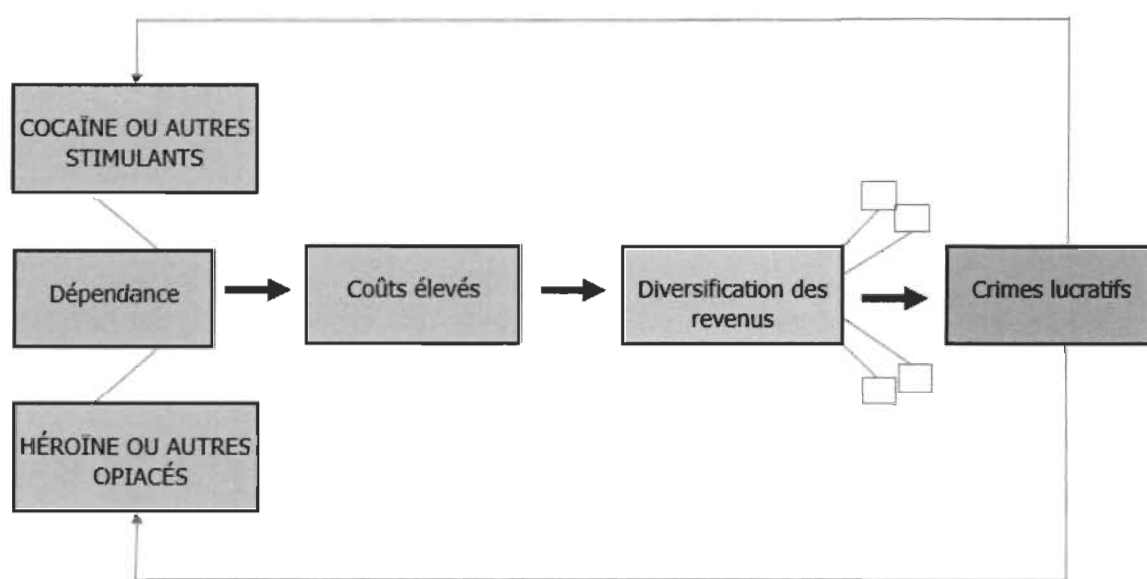 COCAÏNE OU AUTRES
STIMULANTS
Dépendance
Coûts élevés
Diversification des
revenus
Crimes lucratifs
HÉROÏNE OU AUTRES
OPIACÉS